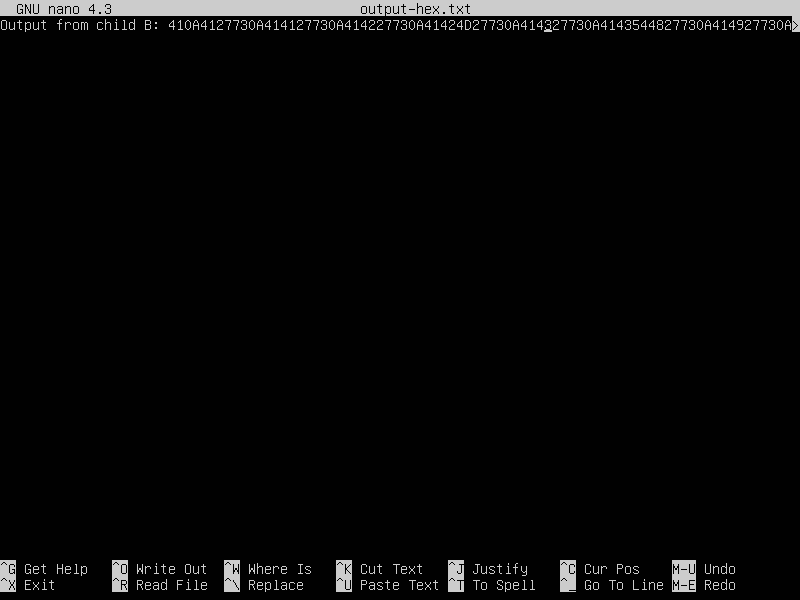 GNU nano 4.3 output-hex.txt
Output from child B: 410A4127730A414127730A414227730A41424D27730A414327730A4143544827730A414927730A>
^G Get Help ^O Write Out ^W Where Is ^K Cut Text ^J Justify ^C Cur Pos M-U Undo
^X Exit ^R Read File ^\ Replace ^U Paste Text ^T To Spell ^_ Go To Line M-E Redo